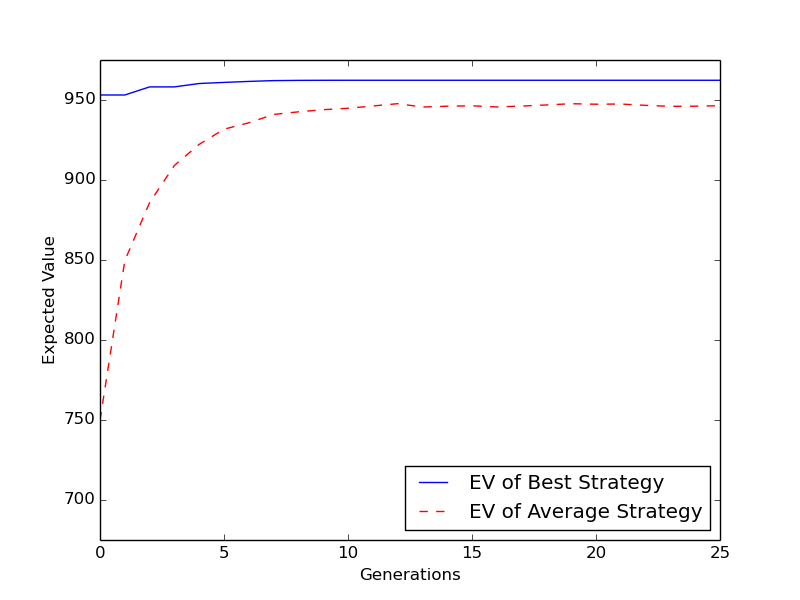 950
900
850
800
750
700
Expected Value
0 5 10 15 20 25
Generations
EV of Best Strategy
EV of Average Strategy